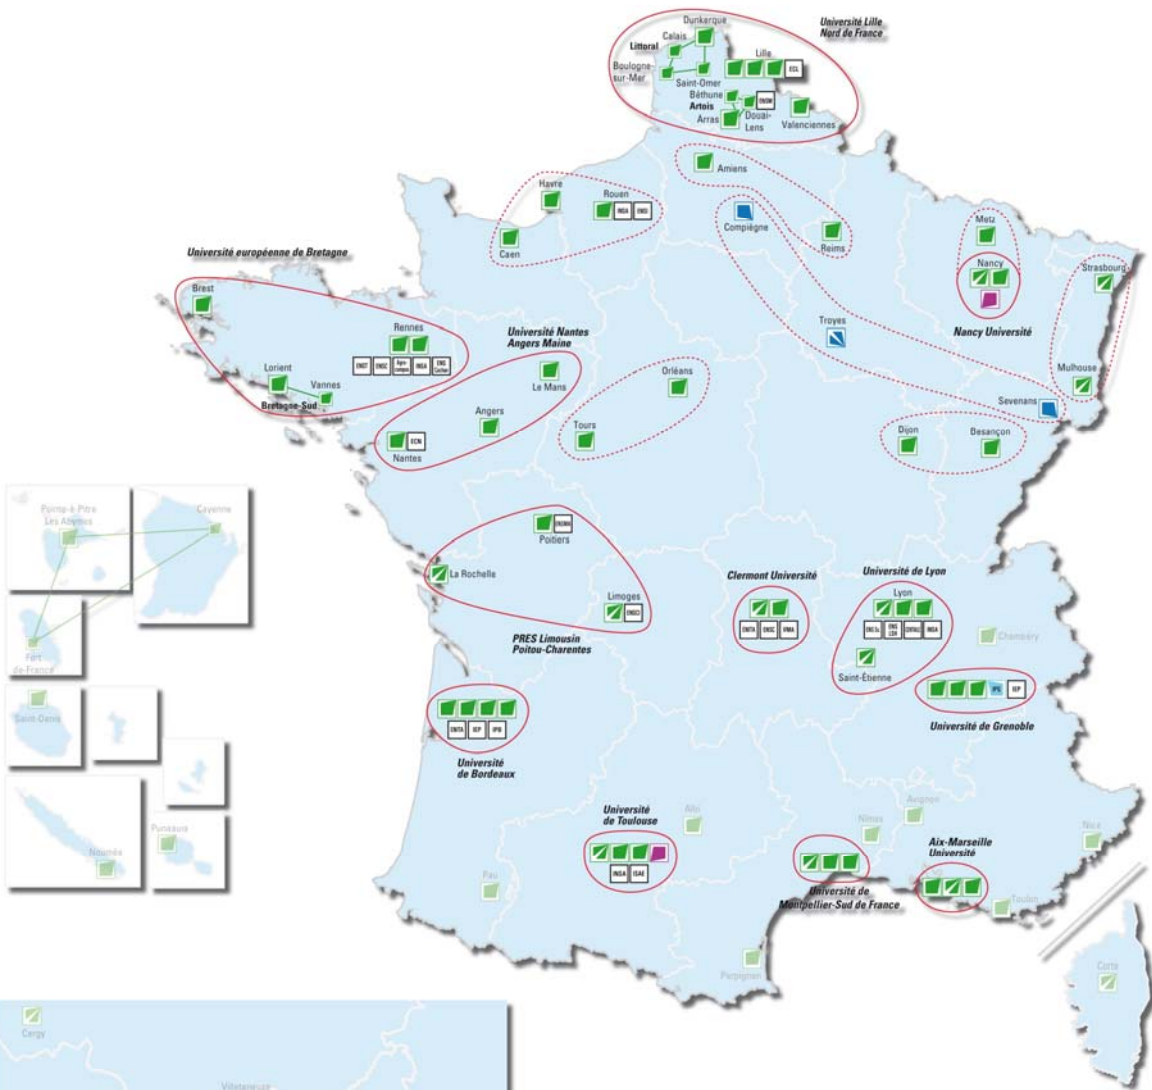 Université Lille
Nord de France
Dunkerque
Calais
Littoral
Lille
Boulogne-
sur-Mer
ECL
Saint-Omer
Béthune
Artois
ENSM
Douai-
Lens
Arras
Valenciennes
Amiens
Havre
Rouen
INSA
ENSI
Caen
Compiègne
Reims
Metz
Nancy
Strasbourg
Université européenne de Bretagne
Brest
Rennes
ENST
ENSC
Agro-
campus
INSA
ENS
Cachan
Lorient
Vannes
Bretagne-Sud
Université Nantes
Angers Maine
Le Mans
Angers
ECN
Nantes
Orléans
Tours
Troyes
Nancy Université
Mulhouse
Sevenans
Dijon
Besançon
Pointe-à-Pitre
Les Abymes
Cayenne
Fort
de-France
Saint-Denis
Nouméa
Punaauia
ENSMA
Poitiers
La Rochelle
Limoges
ENSCI
PRES Limousin
Poitou-Charentes
Clermont Université
ENITA
ENSC
IFMA
Université de Lyon
Lyon
ENS
LSH
INSA
Saint-Étienne
Chambéry
IPG
IEP
Université de Grenoble
ENITA
IEP
IPB
Université
de Bordeaux
Université
de Toulouse
INSA
ISAE
Albi
Pau
Nîmes
Avignon
Nice
Université de
Montpellier-Sud de France
Aix-Marseille
Université
Toulon
Perpignan
Corte
Cergy
Villetaneuse